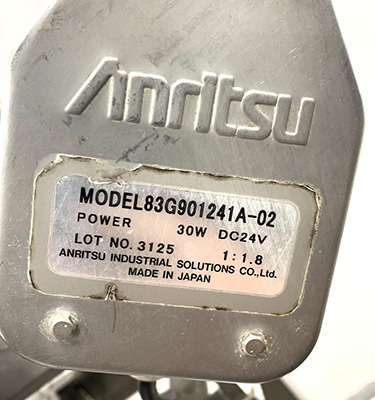 Anritsu
MODEL83G901241A-02
POWER 30W DC24V
LOT NO. 3125 1:1.8
ANRITSU INDUSTRIAL SOLUTIONS CO.,Ltd.
MADE IN JAPAN